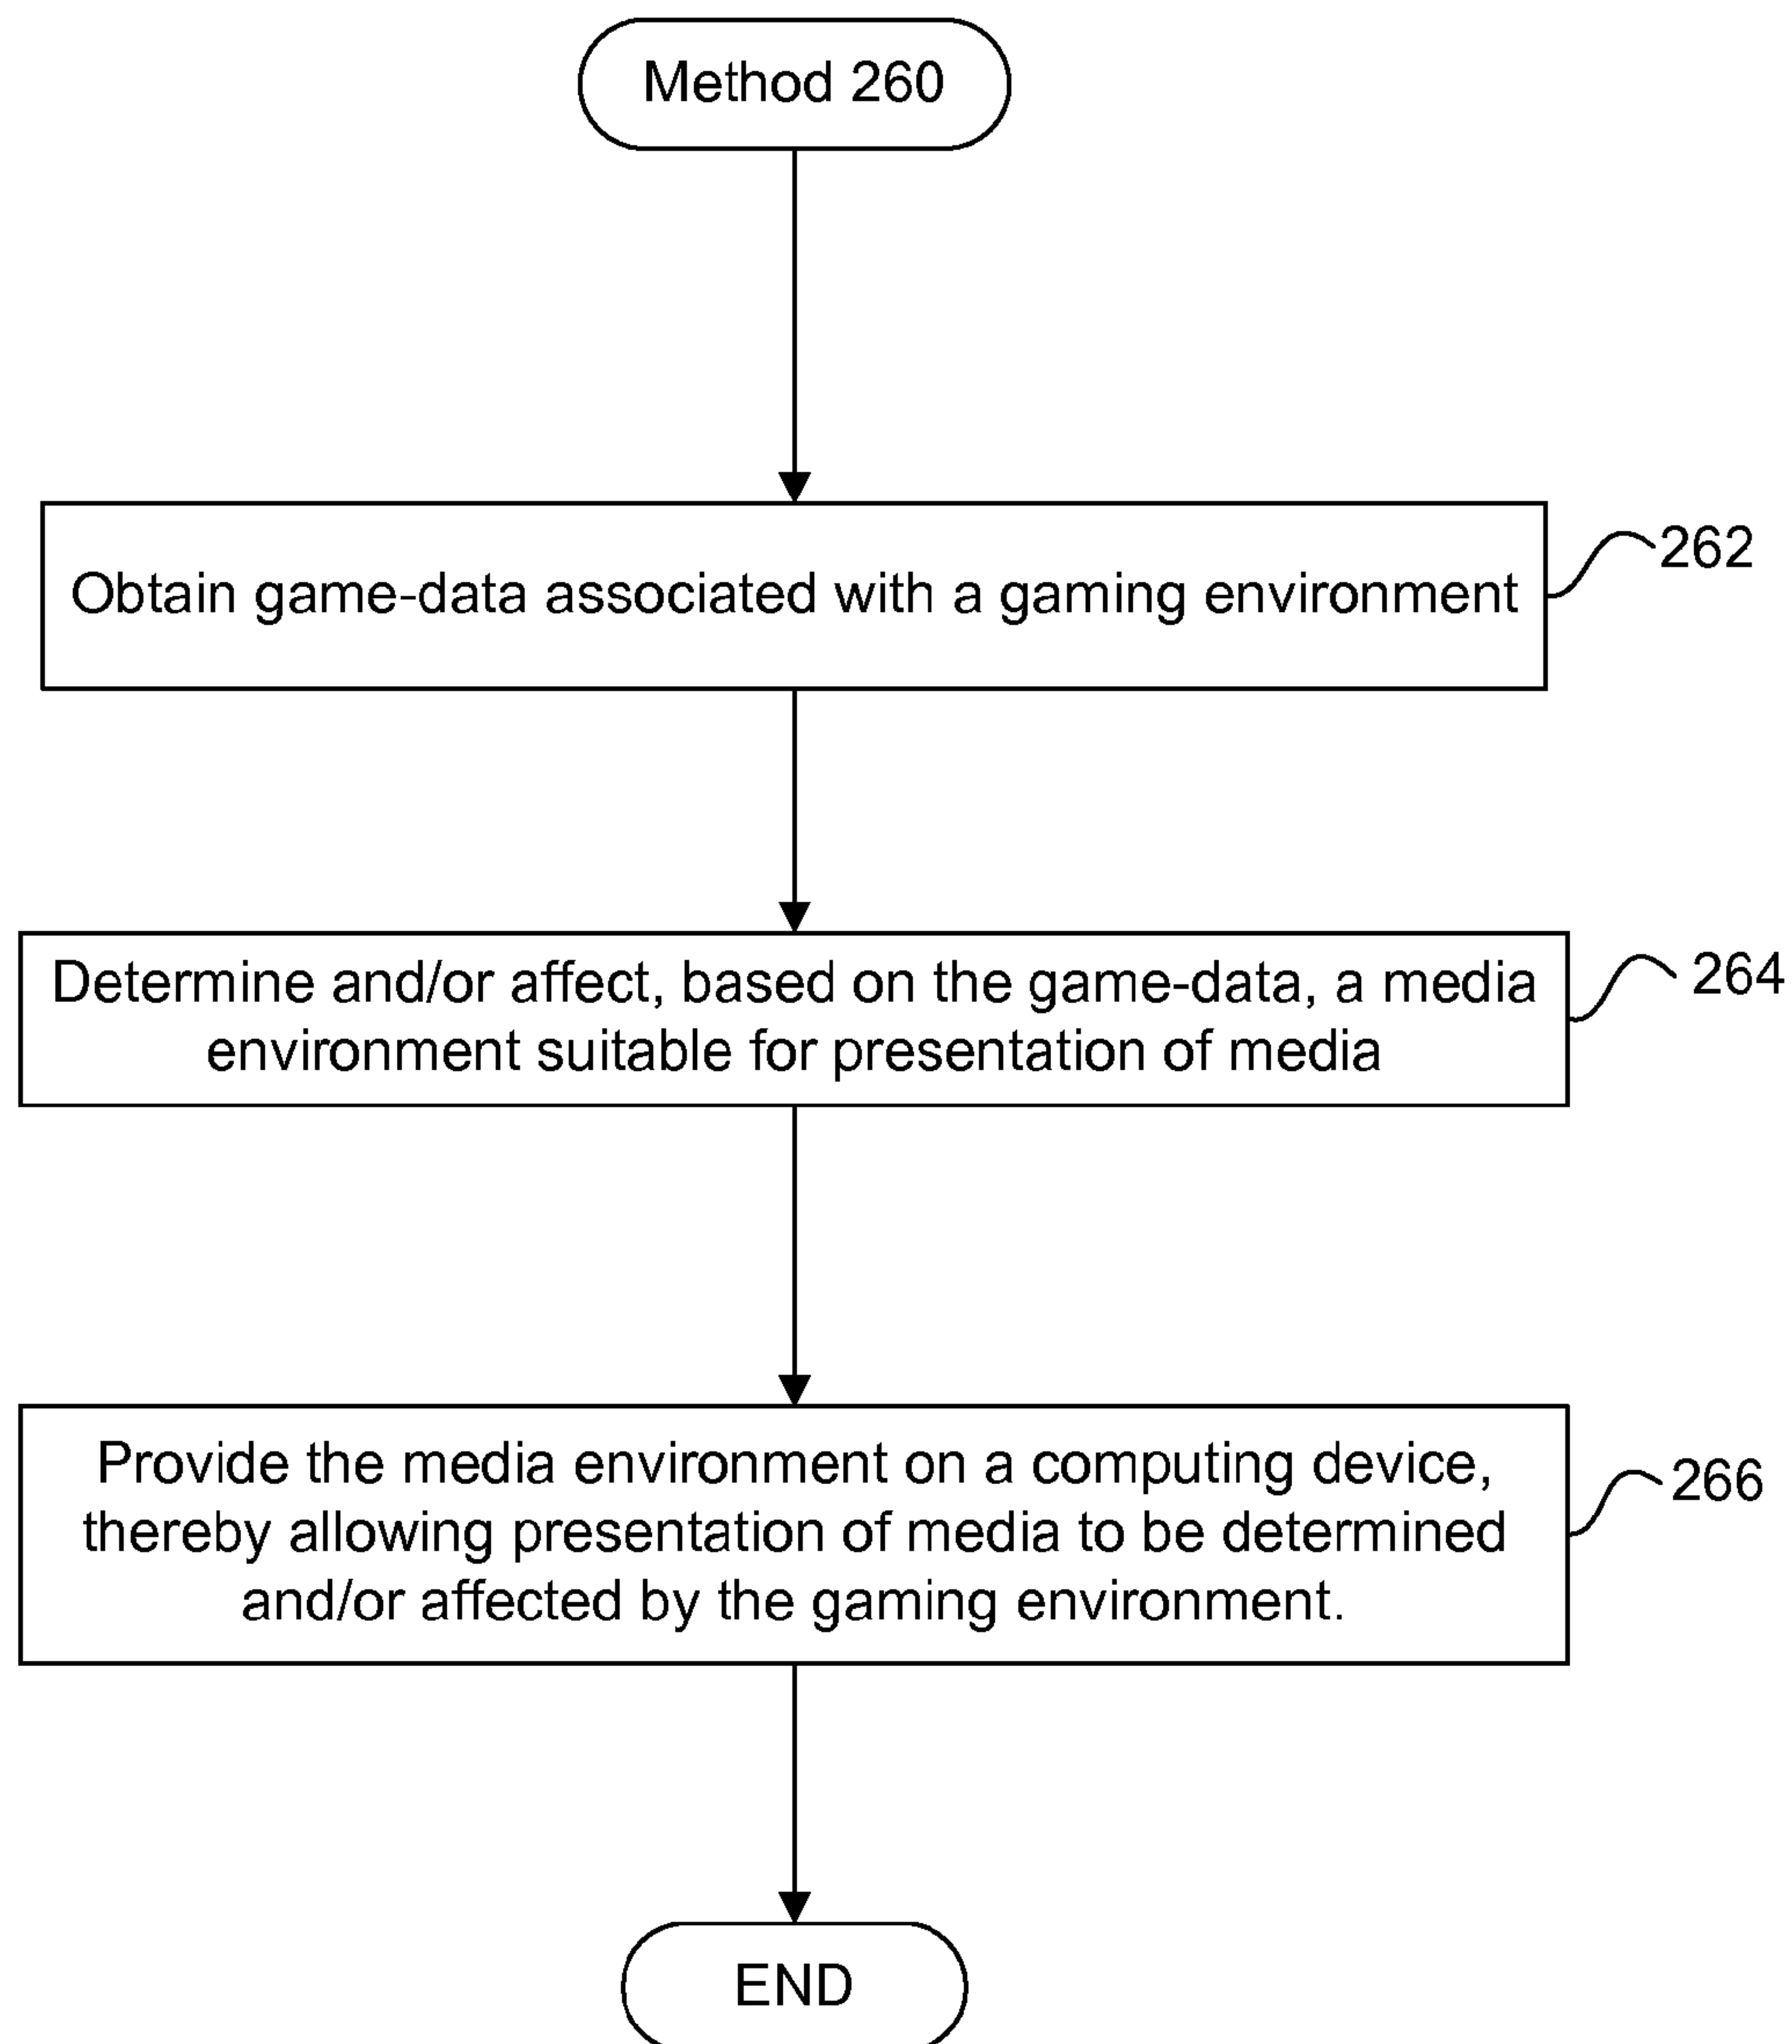 Method 260
Obtain game-data associated with a gaming environment
262
Determine and/or affect, based on the game-data, a media
environment suitable for presentation of media
264
Provide the media environment on a computing device,
thereby allowing presentation of media to be determined
and/or affected by the gaming environment.
266
END